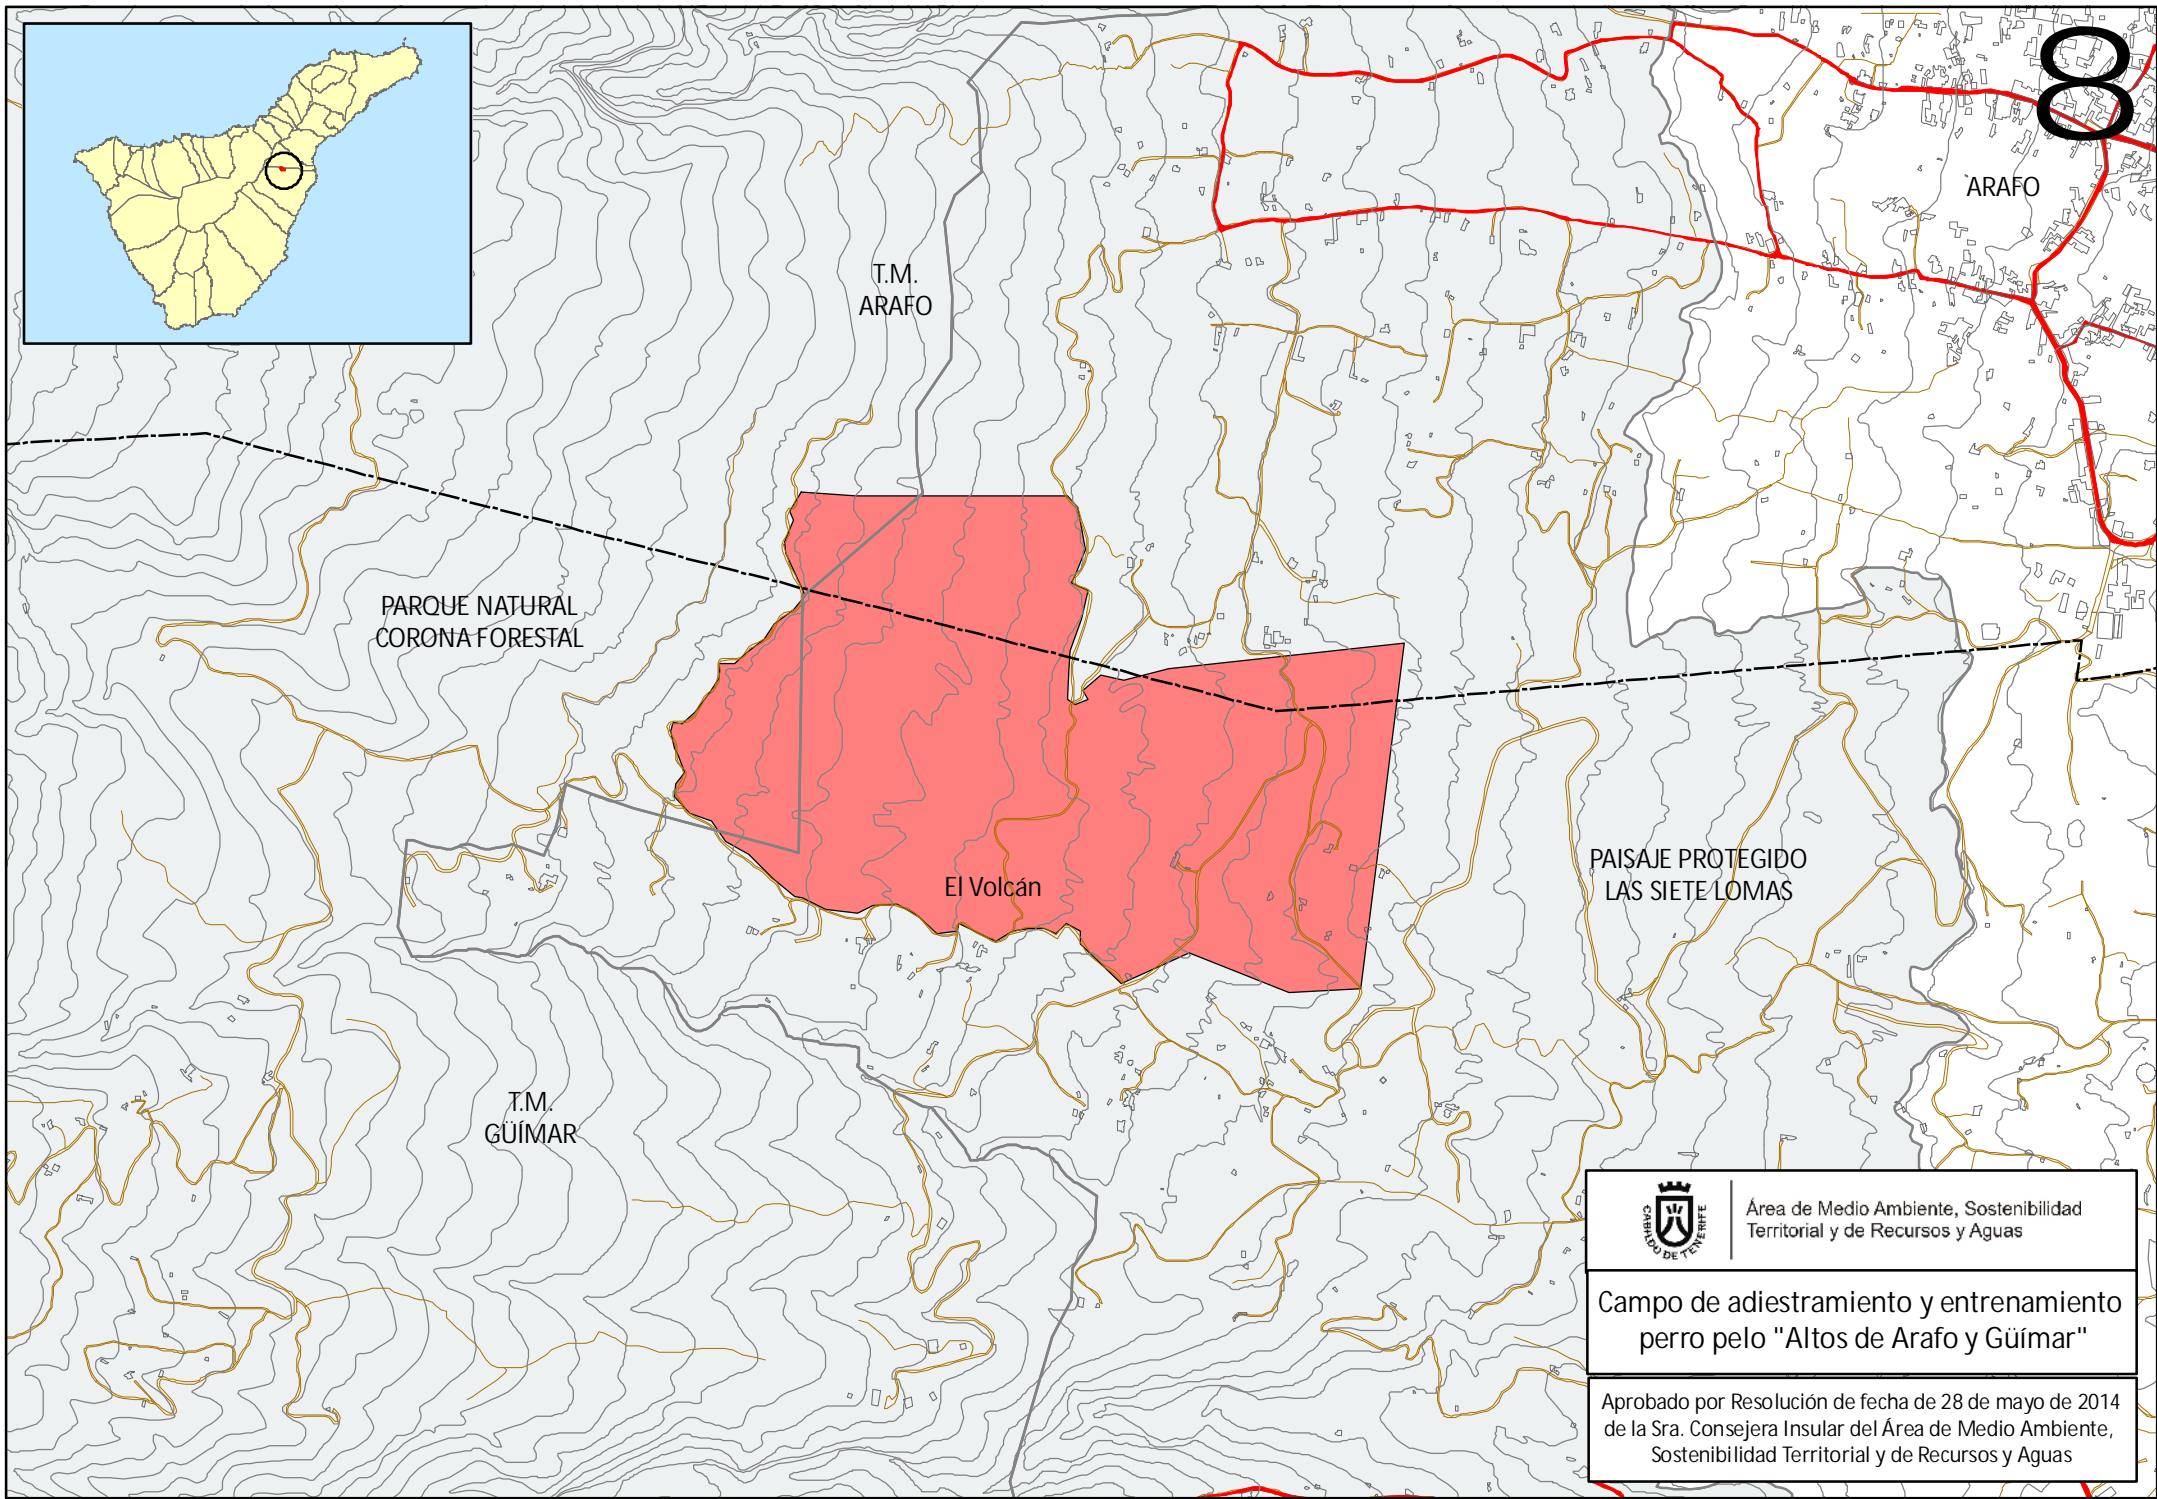 8
ARAFO
T.M.
ARAFO
PARQUE NATURAL
CORONA FORESTAL
El Volcán
PAISAJE PROTEGIDO
LAS SIETE LOMAS
T.M.
GÜÍMAR
CABILDO DE TENERIFE
Área de Medio Ambiente, Sostenibilidad
Territorial y de Recursos y Aguas
Campo de adiestramiento y entrenamiento
perro pelo "Altos de Arafo y Güímar"
Aprobado por Resolución de fecha de 28 de mayo de 2014
de la Sra. Consejera Insular del Área de Medio Ambiente,
Sostenibilidad Territorial y de Recursos y Aguas